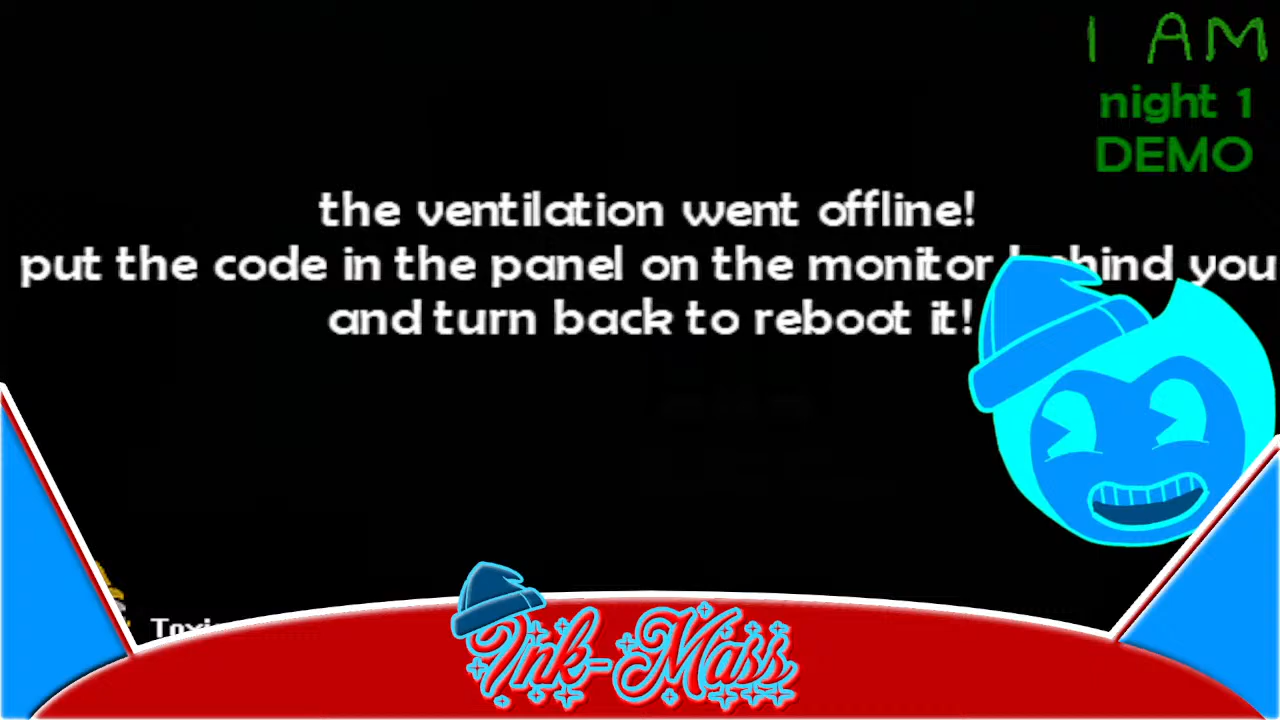 I AM
night 1
DEMO
the ventilation went offline!
put the code in the panel on the monitor behind you
and turn back to reboot it!
Ink-Mass